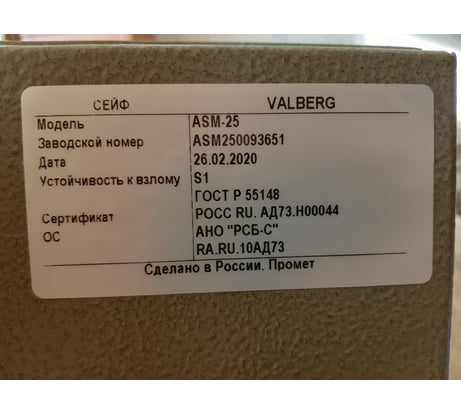 СЕЙФ VALBERG
Модель ASM-25
Заводской номер ASM250093651
Дата 26.02.2020
Устойчивость к взлому S1
ГОСТ Р 55148
Сертификат РОСС RU. АД73.Н00044
ОС АНО "РСБ-С"
RA.RU.10АД73
Сделано в России. Промет